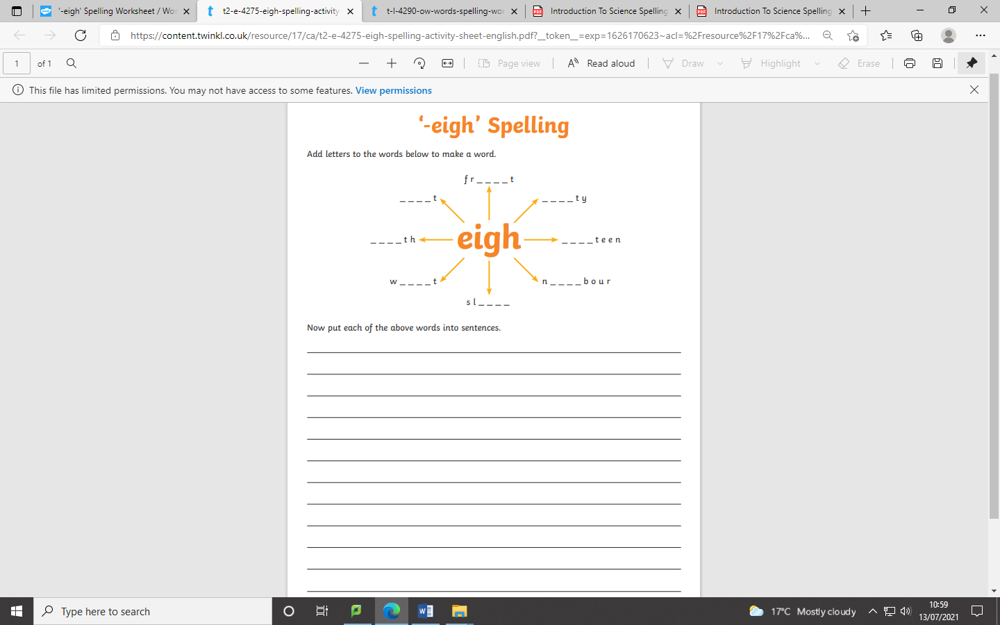 '-eigh' Spelling Worksheet / Wor
t2-e-4275-eigh-spelling-activity-
t-l-4290-ow-words-spelling-wor
Introduction To Science Spelling
Introduction To Science Spelling
https://content.twinkl.co.uk/resource/17/ca/t2-e-4275-eigh-spelling-activity-sheet-english.pdf?__token__=exp=1626170623~acl=%2Fresource%2F17%2Fca%...
1 of 1
Page view
Read aloud
Draw
Highlight
Erase
This file has limited permissions. You may not have access to some features. View permissions
‘-eigh’ Spelling
Add letters to the words below to make a word.
f r _ _ _ _ t
_ _ _ _ t
_ _ _ _ t y
_ _ _ _ t h
eigh
_ _ _ _ t e e n
w _ _ _ _ t
n _ _ _ _ b o u r
s l _ _ _ _
Now put each of the above words into sentences.
Type here to search
17°C Mostly cloudy
10:59
13/07/2021